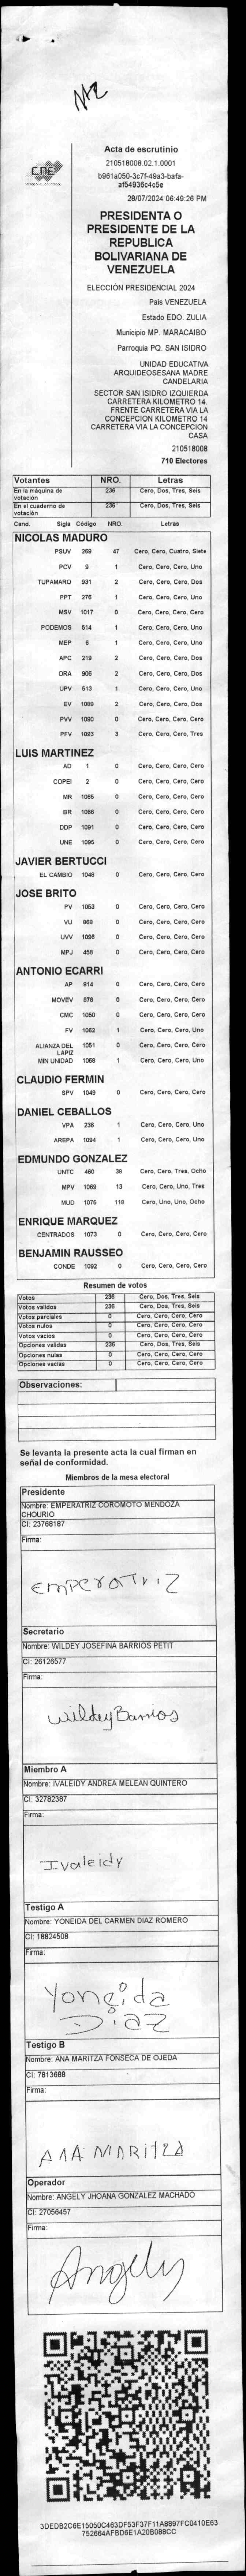 Nº2
CNE
Acta de escrutinio
210518008.02.1.0001
b961a050-3c7f-49a3-bafa-
af54936c4c5e
28/07/2024 06:49:26 PM
PRESIDENTA O
PRESIDENTE DE LA
REPUBLICA
BOLIVARIANA DE
VENEZUELA
ELECCIÓN PRESIDENCIAL 2024
País VENEZUELA
Estado EDO. ZULIA
Municipio MP. MARACAIBO
Parroquia PQ. SAN ISIDRO
UNIDAD EDUCATIVA
ARQUIDEOSESANA MADRE
CANDELARIA
SECTOR SAN ISIDRO IZQUIERDA
CARRETERA KILOMETRO 14.
FRENTE CARRETERA VIA LA
CONCEPCION KILOMETRO 14
CARRETERA VIA LA CONCEPCION
CASA
210518008
710 Electores
Votantes NRO. Letras
En la máquina de votación 236 Cero, Dos, Tres, Seis
En el cuaderno de votación 236 Cero, Dos, Tres, Seis
Cand. Sigla Código NRO. Letras
NICOLAS MADURO
PSUV 269 47 Cero, Cero, Cuatro, Siete
PCV 9 1 Cero, Cero, Cero, Uno
TUPAMARO 931 2 Cero, Cero, Cero, Dos
PPT 276 1 Cero, Cero, Cero, Uno
MSV 1017 0 Cero, Cero, Cero, Cero
PODEMOS 514 1 Cero, Cero, Cero, Uno
MEP 6 1 Cero, Cero, Cero, Uno
APC 219 2 Cero, Cero, Cero, Dos
ORA 906 2 Cero, Cero, Cero, Dos
UPV 513 1 Cero, Cero, Cero, Uno
EV 1089 2 Cero, Cero, Cero, Dos
PVV 1090 0 Cero, Cero, Cero, Cero
PFV 1093 3 Cero, Cero, Cero, Tres
LUIS MARTINEZ
AD 1 0 Cero, Cero, Cero, Cero
COPEI 2 0 Cero, Cero, Cero, Cero
MR 1065 0 Cero, Cero, Cero, Cero
BR 1066 0 Cero, Cero, Cero, Cero
DDP 1091 0 Cero, Cero, Cero, Cero
UNE 1095 0 Cero, Cero, Cero, Cero
JAVIER BERTUCCI
EL CAMBIO 1048 0 Cero, Cero, Cero, Cero
JOSE BRITO
PV 1053 0 Cero, Cero, Cero, Cero
VU 868 0 Cero, Cero, Cero, Cero
UVV 1096 0 Cero, Cero, Cero, Cero
MPJ 458 0 Cero, Cero, Cero, Cero
ANTONIO ECARRI
AP 814 0 Cero, Cero, Cero, Cero
MOVEV 876 0 Cero, Cero, Cero, Cero
CMC 1050 0 Cero, Cero, Cero, Cero
FV 1062 1 Cero, Cero, Cero, Uno
ALIANZA DEL LAPIZ 1051 0 Cero, Cero, Cero, Cero
MIN UNIDAD 1068 1 Cero, Cero, Cero, Uno
CLAUDIO FERMIN
SPV 1049 0 Cero, Cero, Cero, Cero
DANIEL CEBALLOS
VPA 236 1 Cero, Cero, Cero, Uno
AREPA 1094 1 Cero, Cero, Cero, Uno
EDMUNDO GONZALEZ
UNTC 460 38 Cero, Cero, Tres, Ocho
MPV 1069 13 Cero, Cero, Uno, Tres
MUD 1075 118 Cero, Uno, Uno, Ocho
ENRIQUE MARQUEZ
CENTRADOS 1073 0 Cero, Cero, Cero, Cero
BENJAMIN RAUSSEO
CONDE 1092 0 Cero, Cero, Cero, Cero
Resumen de votos
Votos 236 Cero, Dos, Tres, Seis
Votos válidos 236 Cero, Dos, Tres, Seis
Votos parciales 0 Cero, Cero, Cero, Cero
Votos nulos 0 Cero, Cero, Cero, Cero
Votos vacíos 0 Cero, Cero, Cero, Cero
Opciones válidas 236 Cero, Dos, Tres, Seis
Opciones nulas 0 Cero, Cero, Cero, Cero
Opciones vacías 0 Cero, Cero, Cero, Cero
Observaciones:
Se levanta la presente acta la cual firman en
señal de conformidad.
Miembros de la mesa electoral
Presidente
Nombre: EMPERATRIZ COROMOTO MENDOZA
CHOURIO
CI: 23768187
Firma:
EMPERATRIZ
Secretario
Nombre: WILDEY JOSEFINA BARRIOS PETIT
CI: 26126577
Firma:
Wildey Barrios
Miembro A
Nombre: IVALEIDY ANDREA MELEAN QUINTERO
CI: 32782387
Firma:
Ivaleidy
Testigo A
Nombre: YONEIDA DEL CARMEN DIAZ ROMERO
CI: 18824508
Firma:
Yoneida
Diaz
Testigo B
Nombre: ANA MARITZA FONSECA DE OJEDA
CI: 7813688
Firma:
ANA MARITZA
Operador
Nombre: ANGELY JHOANA GONZALEZ MACHADO
CI: 27056457
Firma:
Angely
3DEDB2C6E15050C463DF53F37F11A8897FC0410E63
752664AFBD6E1A20B088CC